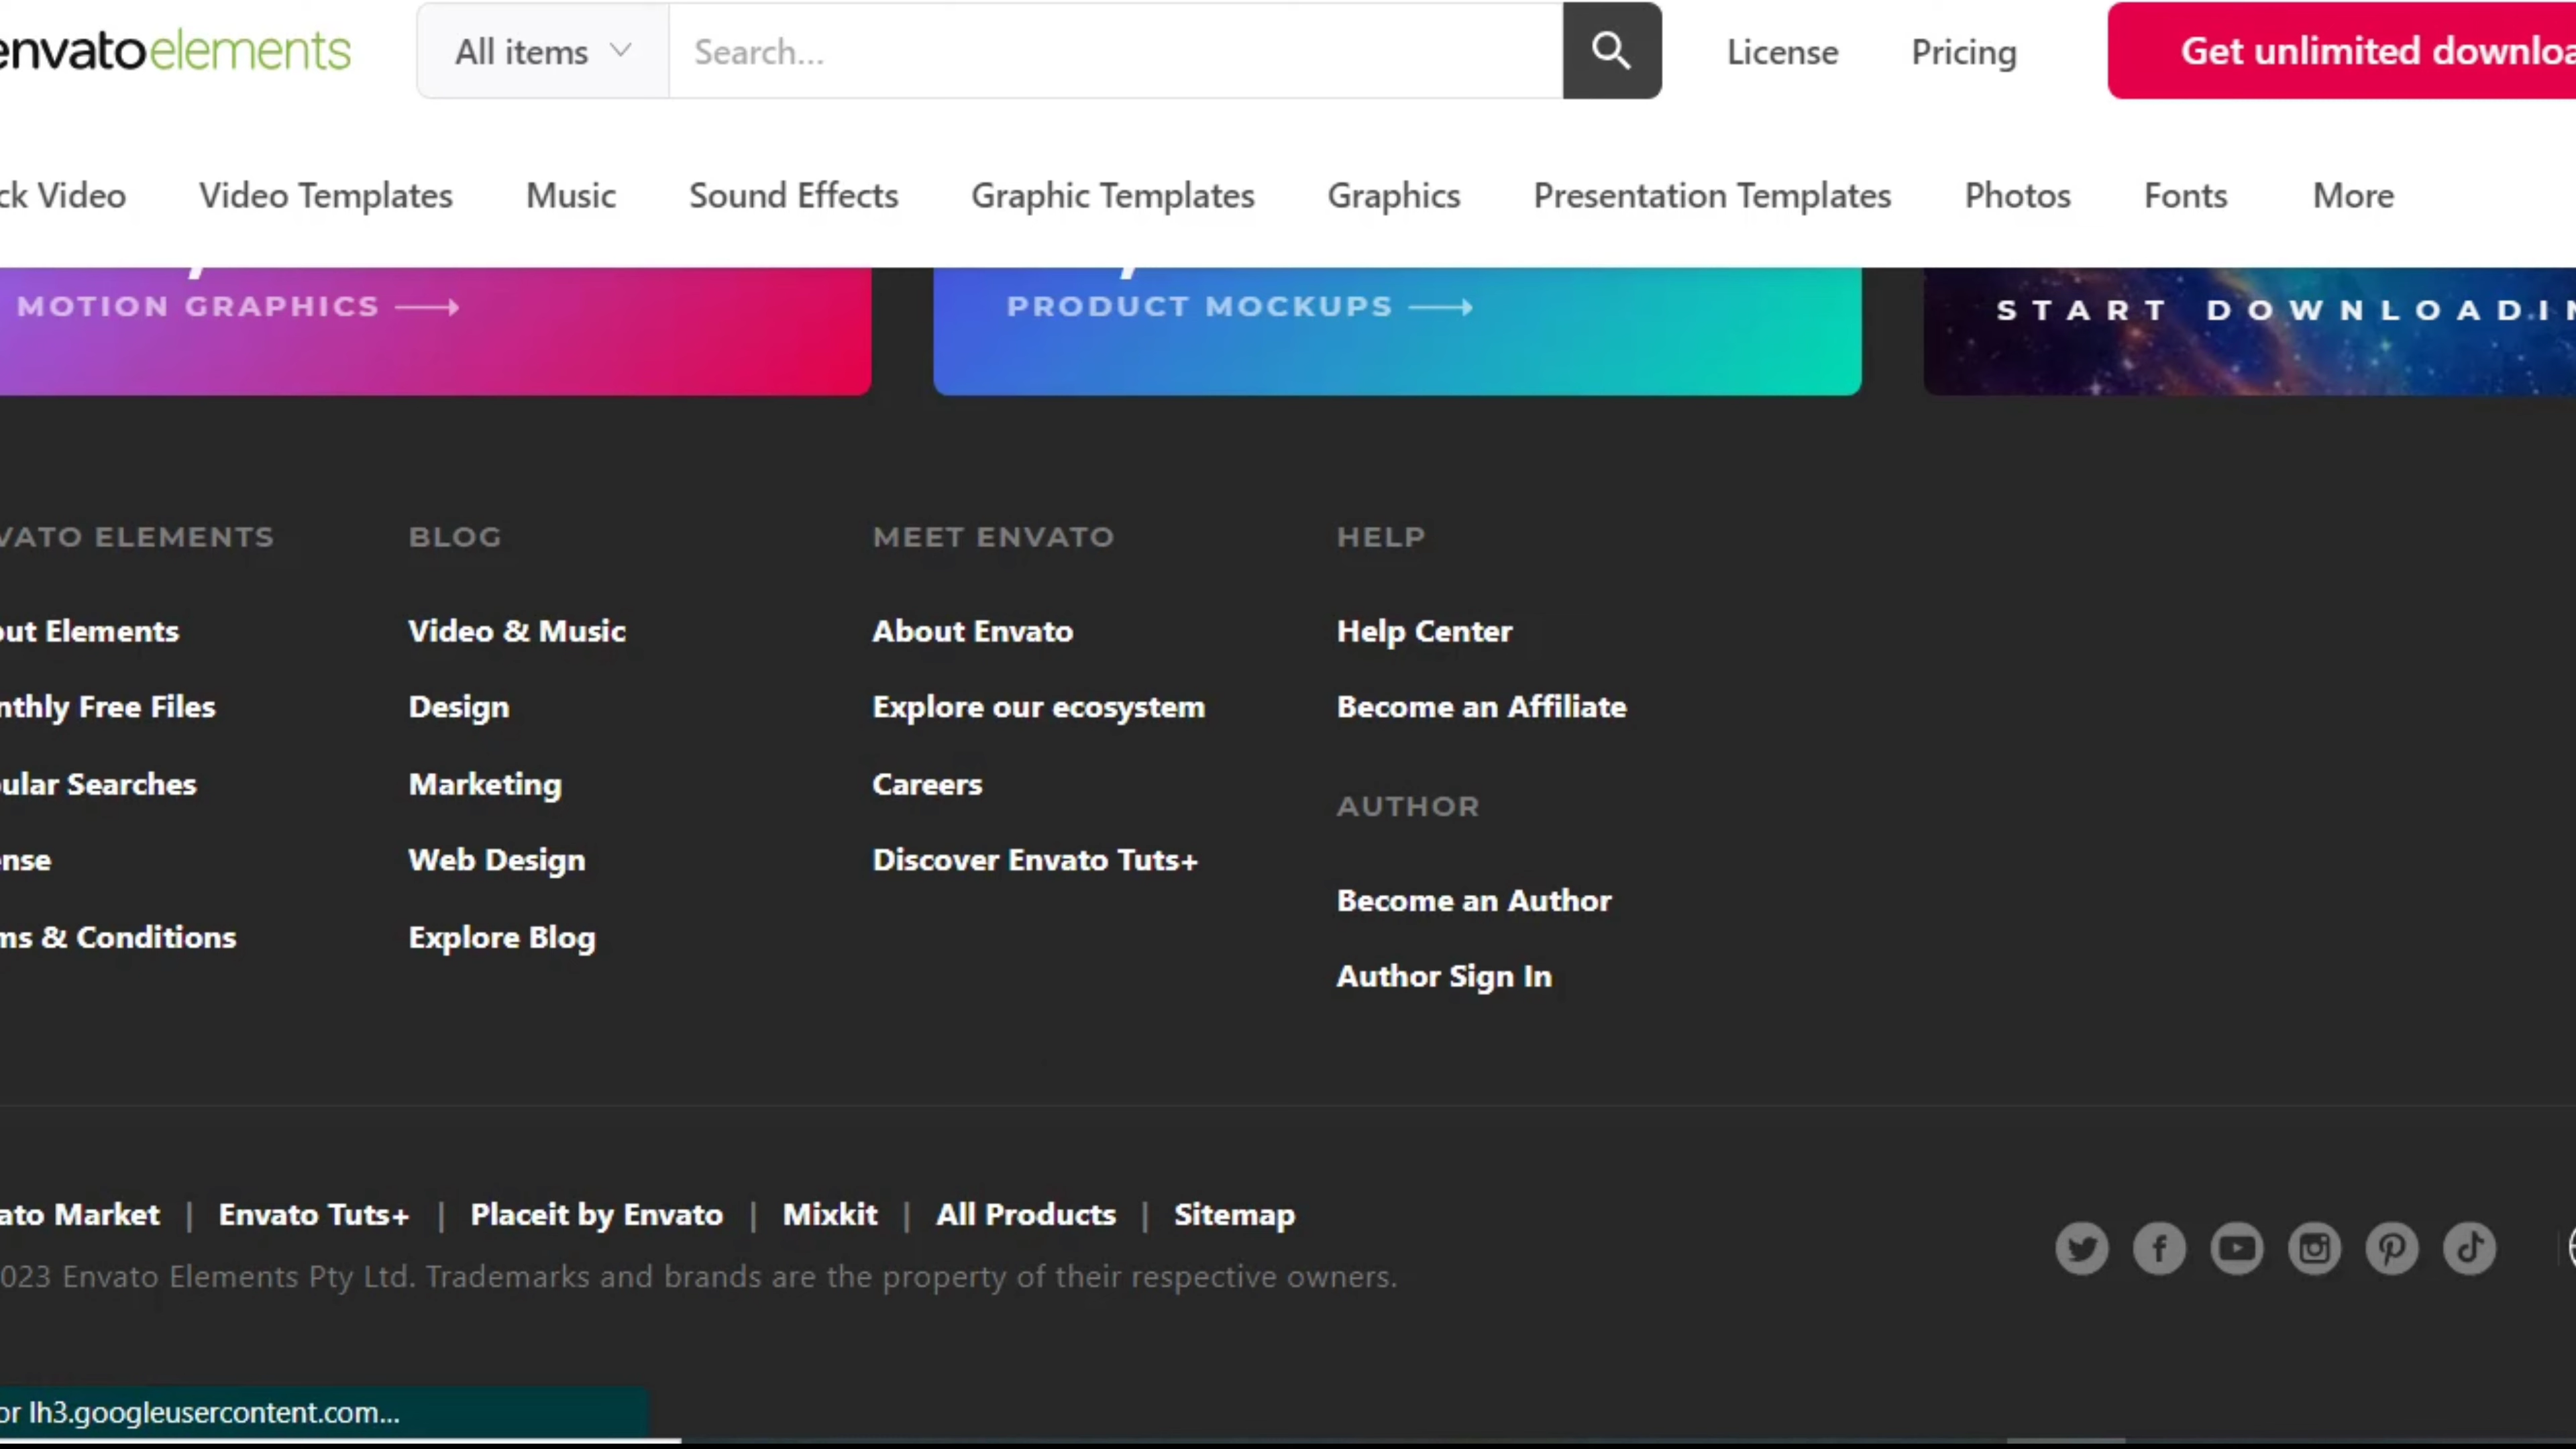 envatoelements
All items
Search...
License
Pricing
Get unlimited downloa
ck Video
Video Templates
Music
Sound Effects
Graphic Templates
Graphics
Presentation Templates
Photos
Fonts
More
MOTION GRAPHICS
PRODUCT MOCKUPS
START DOWNLOADIN
VATO ELEMENTS
out Elements
nthly Free Files
ular Searches
ense
ms & Conditions
BLOG
Video & Music
Design
Marketing
Web Design
Explore Blog
MEET ENVATO
About Envato
Explore our ecosystem
Careers
Discover Envato Tuts+
HELP
Help Center
Become an Affiliate
AUTHOR
Become an Author
Author Sign In
ato Market | Envato Tuts+ | Placeit by Envato | Mixkit | All Products | Sitemap
023 Envato Elements Pty Ltd. Trademarks and brands are the property of their respective owners.
or lh3.googleusercontent.com...